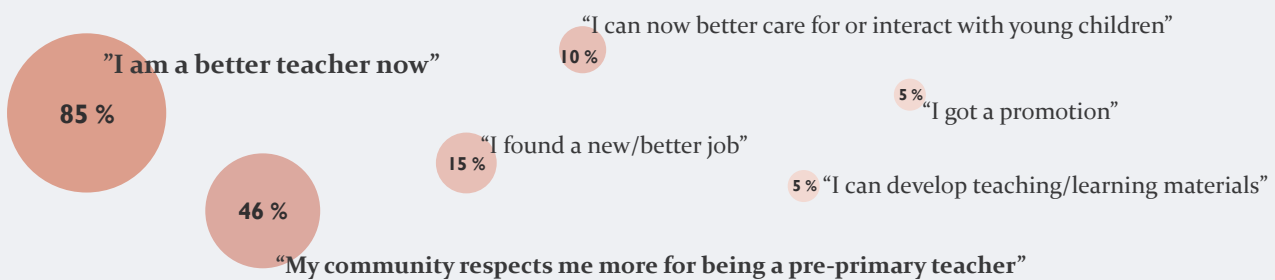 ”I am a better teacher now”
85 %
“My community respects me more for being a pre-primary teacher”
46 %
“I found a new/better job”
15 %
“I can now better care for or interact with young children”
10 %
“I got a promotion”
5 %
“I can develop teaching/learning materials”
5 %